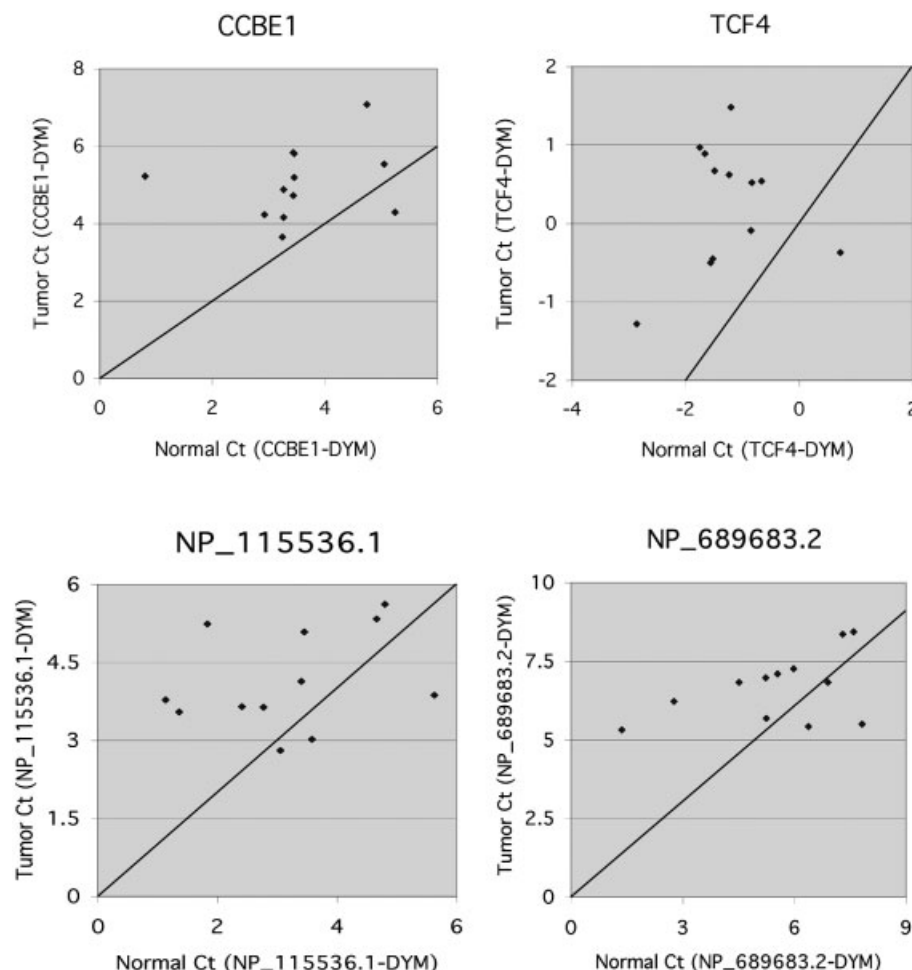 CCBE1
8
6
4
2
0
0 2 4 6
Tumor Ct (CCBE1-DYM)
Normal Ct (CCBE1-DYM)
TCF4
2
1
0
-1
-2
-4 -2 0 2
Tumor Ct (TCF4-DYM)
Normal Ct (TCF4-DYM)
NP_115536.1
6
4.5
3
1.5
0
0 2 4 6
Tumor Ct (NP_115536.1-DYM)
Normal Ct (NP_115536.1-DYM)
NP_689683.2
10
7.5
5
2.5
0
0 3 6 9
Tumor Ct (NP_689683.2-DYM)
Normal Ct (NP_689683.2-DYM)